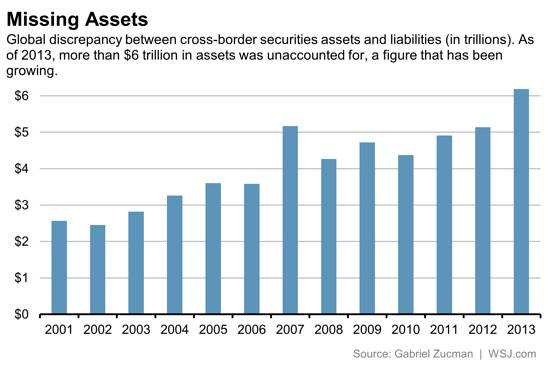 Missing Assets
Global discrepancy between cross-border securities assets and liabilities (in trillions). As
of 2013, more than $6 trillion in assets was unaccounted for, a figure that has been
growing.
$6
$5
$4
$3
$2
$1
$0
2001 2002 2003 2004 2005 2006 2007 2008 2009 2010 2011 2012 2013
Source: Gabriel Zucman | WSJ.com